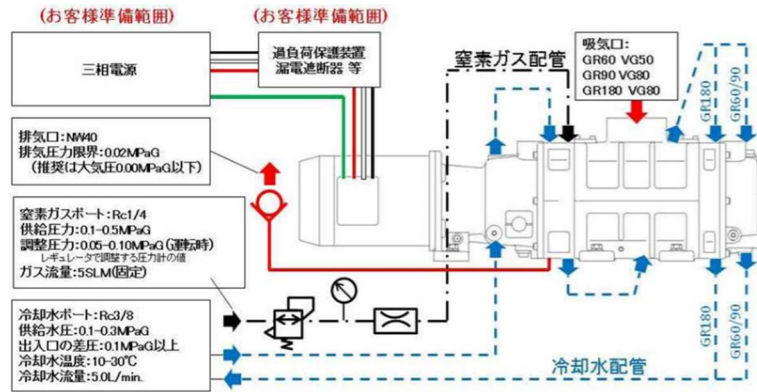 (お客様準備範囲)
(お客様準備範囲)
三相電源
過負荷保護装置
漏電遮断器 等
窒素ガス配管
吸気口:
GR60 VG50
GR90 VG80
GR180 VG80
GR180
GR60/90
排気口:NW40
排気圧力限界:0.02MPaG
(推奨は大気圧0.00MPaG以下)
窒素ガスポート:Rc1/4
供給圧力:0.1-0.5MPaG
調整圧力:0.05-0.10MPaG(運転時)
レギュレータで調整する圧力計の値
ガス流量:5SLM(固定)
冷却水ポート:Rc3/8
供給水圧:0.1-0.3MPaG
出入口の差圧:0.1MPaG以上
冷却水温度:10-30℃
冷却水流量:5.0L/min.
冷却水配管
GR180
GR60/90